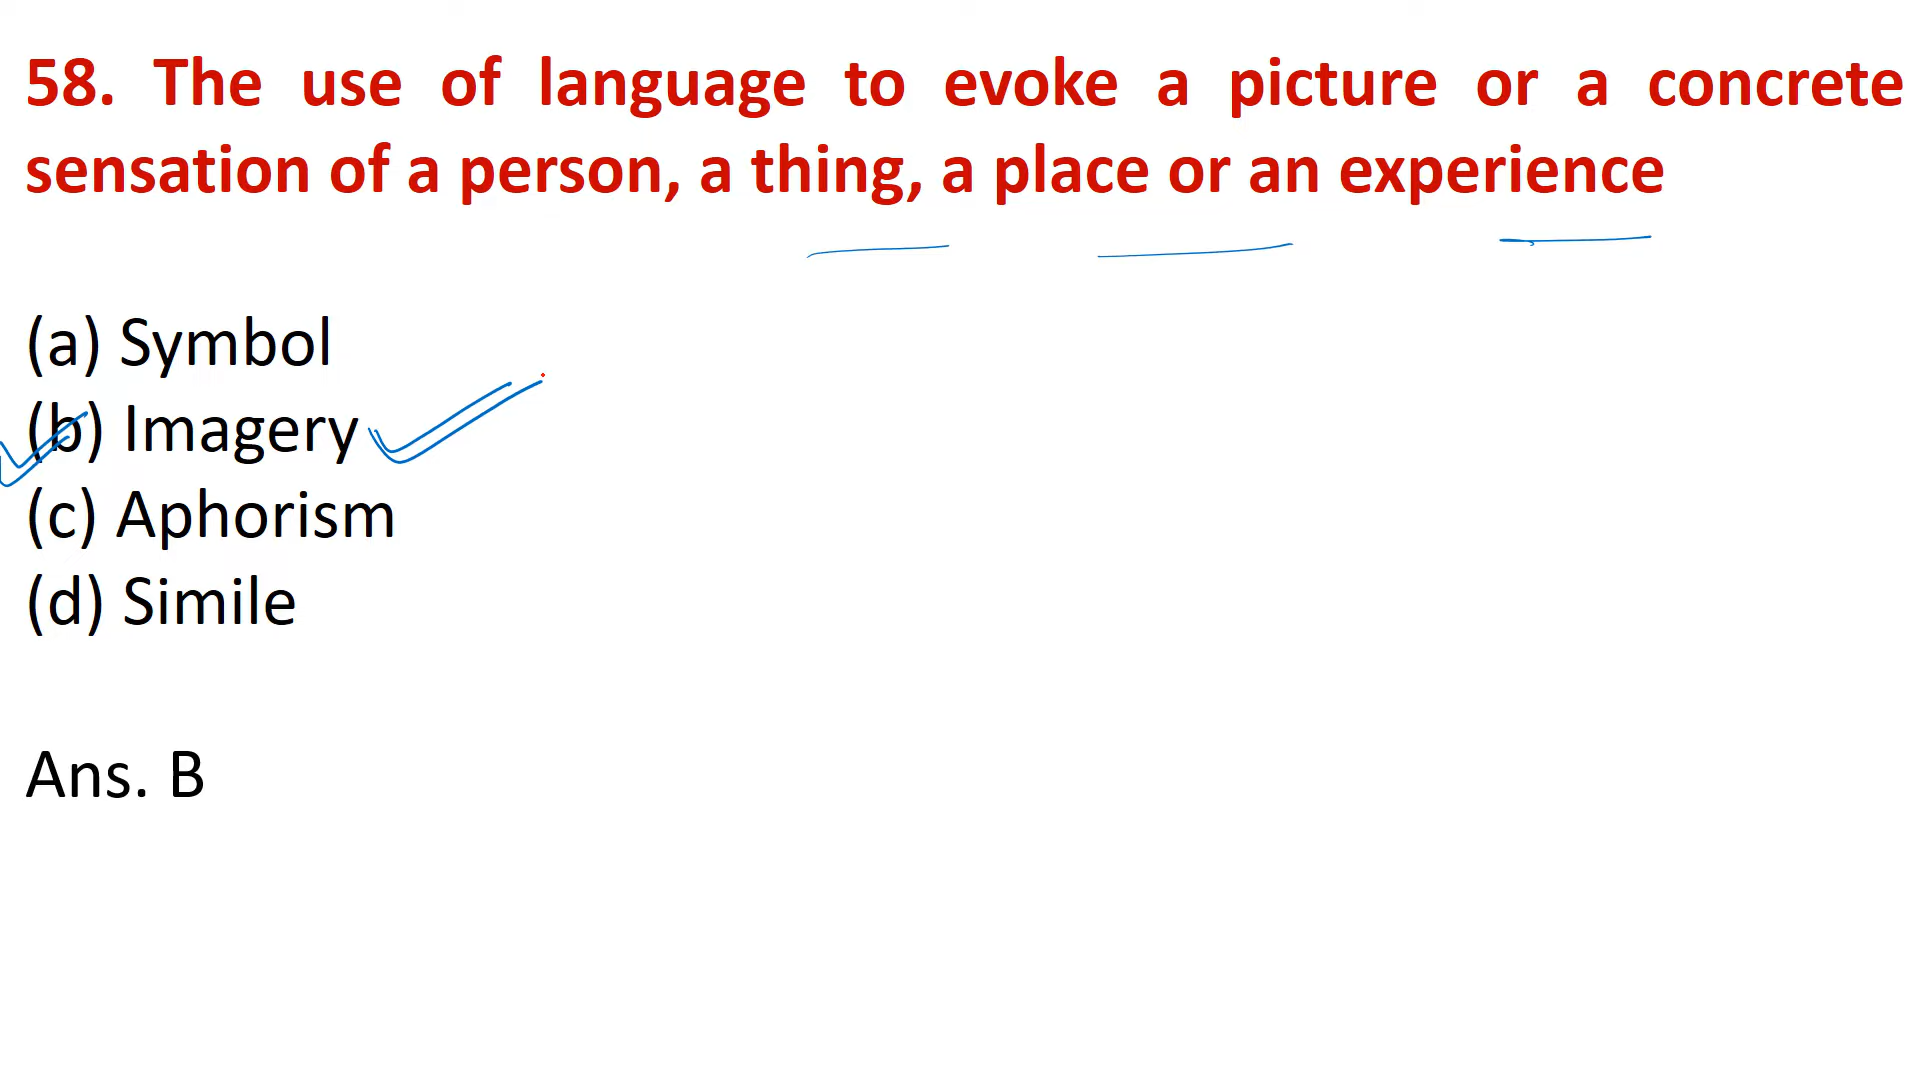 58. The use of language to evoke a picture or a concrete
sensation of a person, a thing, a place or an experience
(a) Symbol
(b) Imagery
(c) Aphorism
(d) Simile
Ans. B